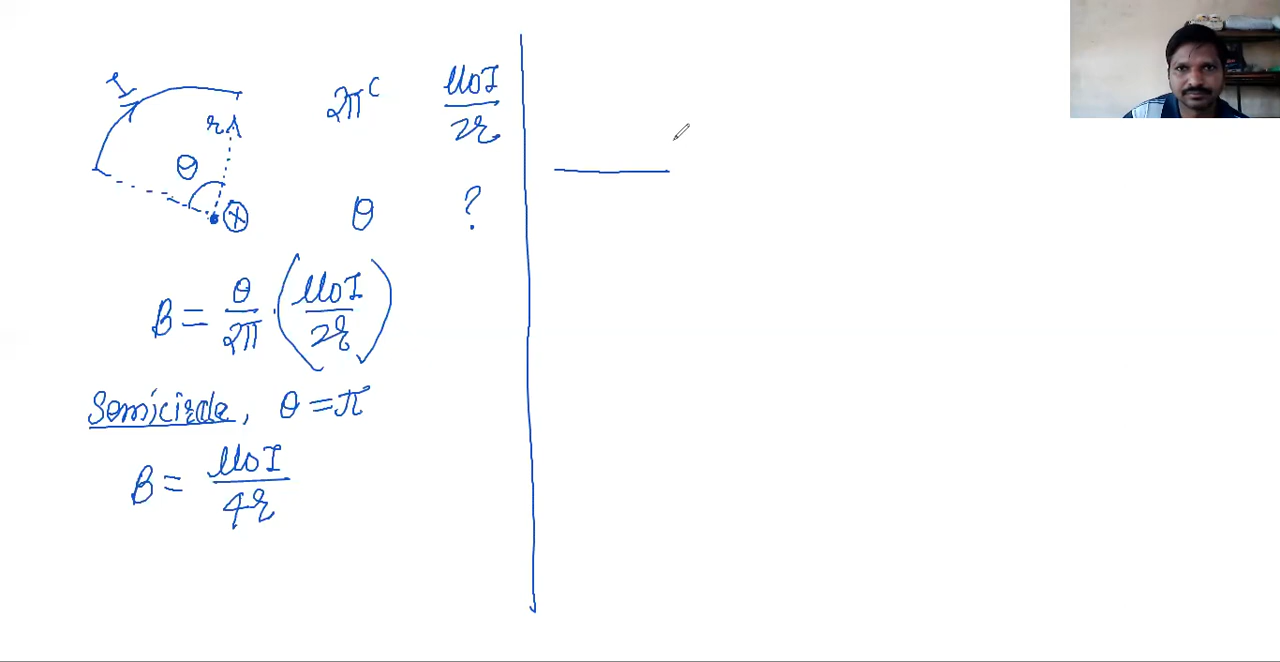 I
r
θ
2π^c μ₀I/2r
θ ?
B = θ/2π · (μ₀I/2r)
Semicircle, θ = π
B = μ₀I/4r